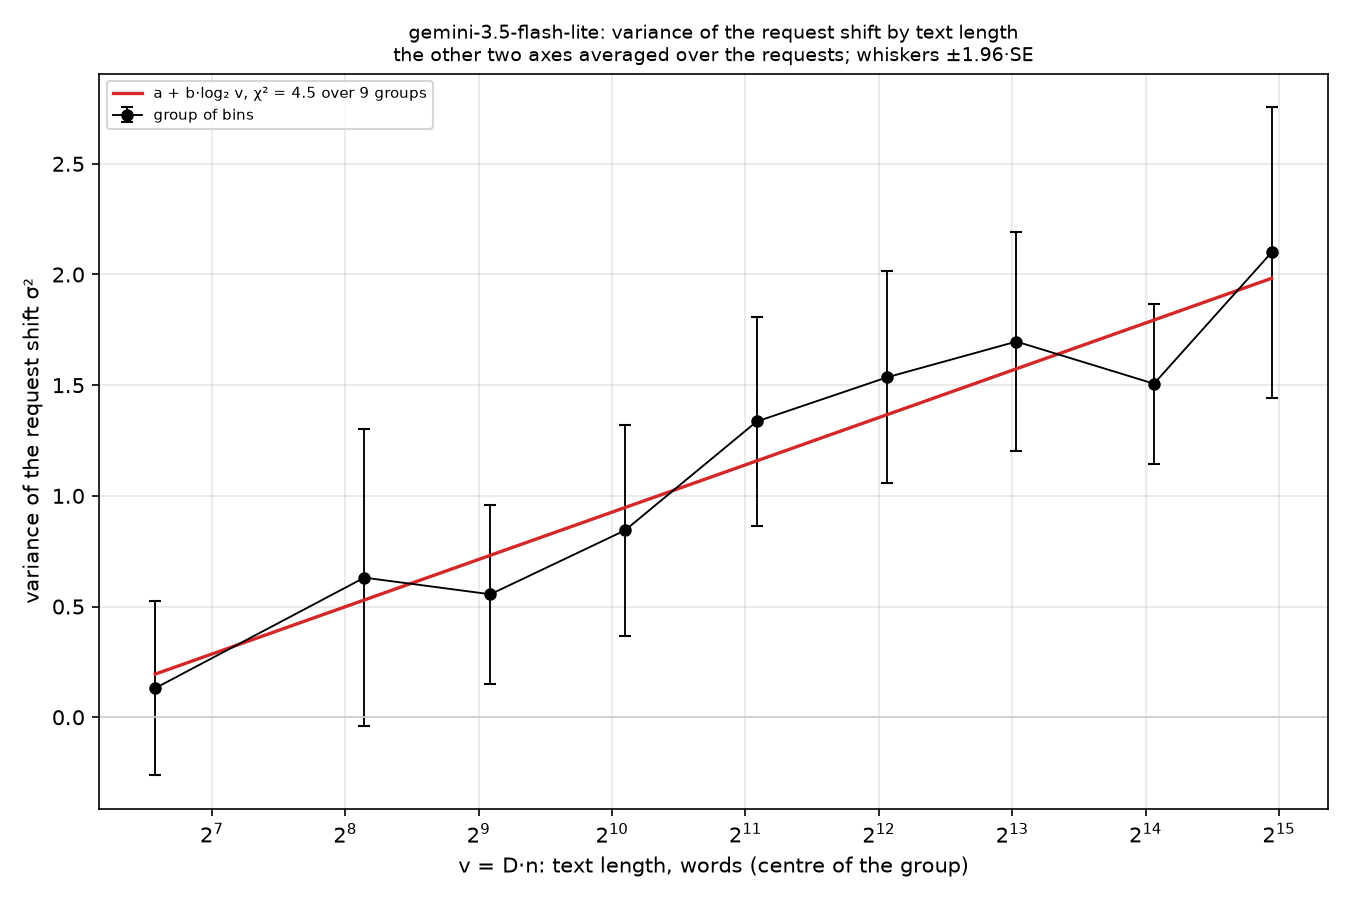 gemini-3.5-flash-lite: variance of the request shift by text length
the other two axes averaged over the requests; whiskers ±1.96·SE
a + b·log₂ v, χ² = 4.5 over 9 groups
group of bins
variance of the request shift σ²
2.5
2.0
1.5
1.0
0.5
0.0
2⁷ 2⁸ 2⁹ 2¹⁰ 2¹¹ 2¹² 2¹³ 2¹⁴ 2¹⁵
v = D·n: text length, words (centre of the group)